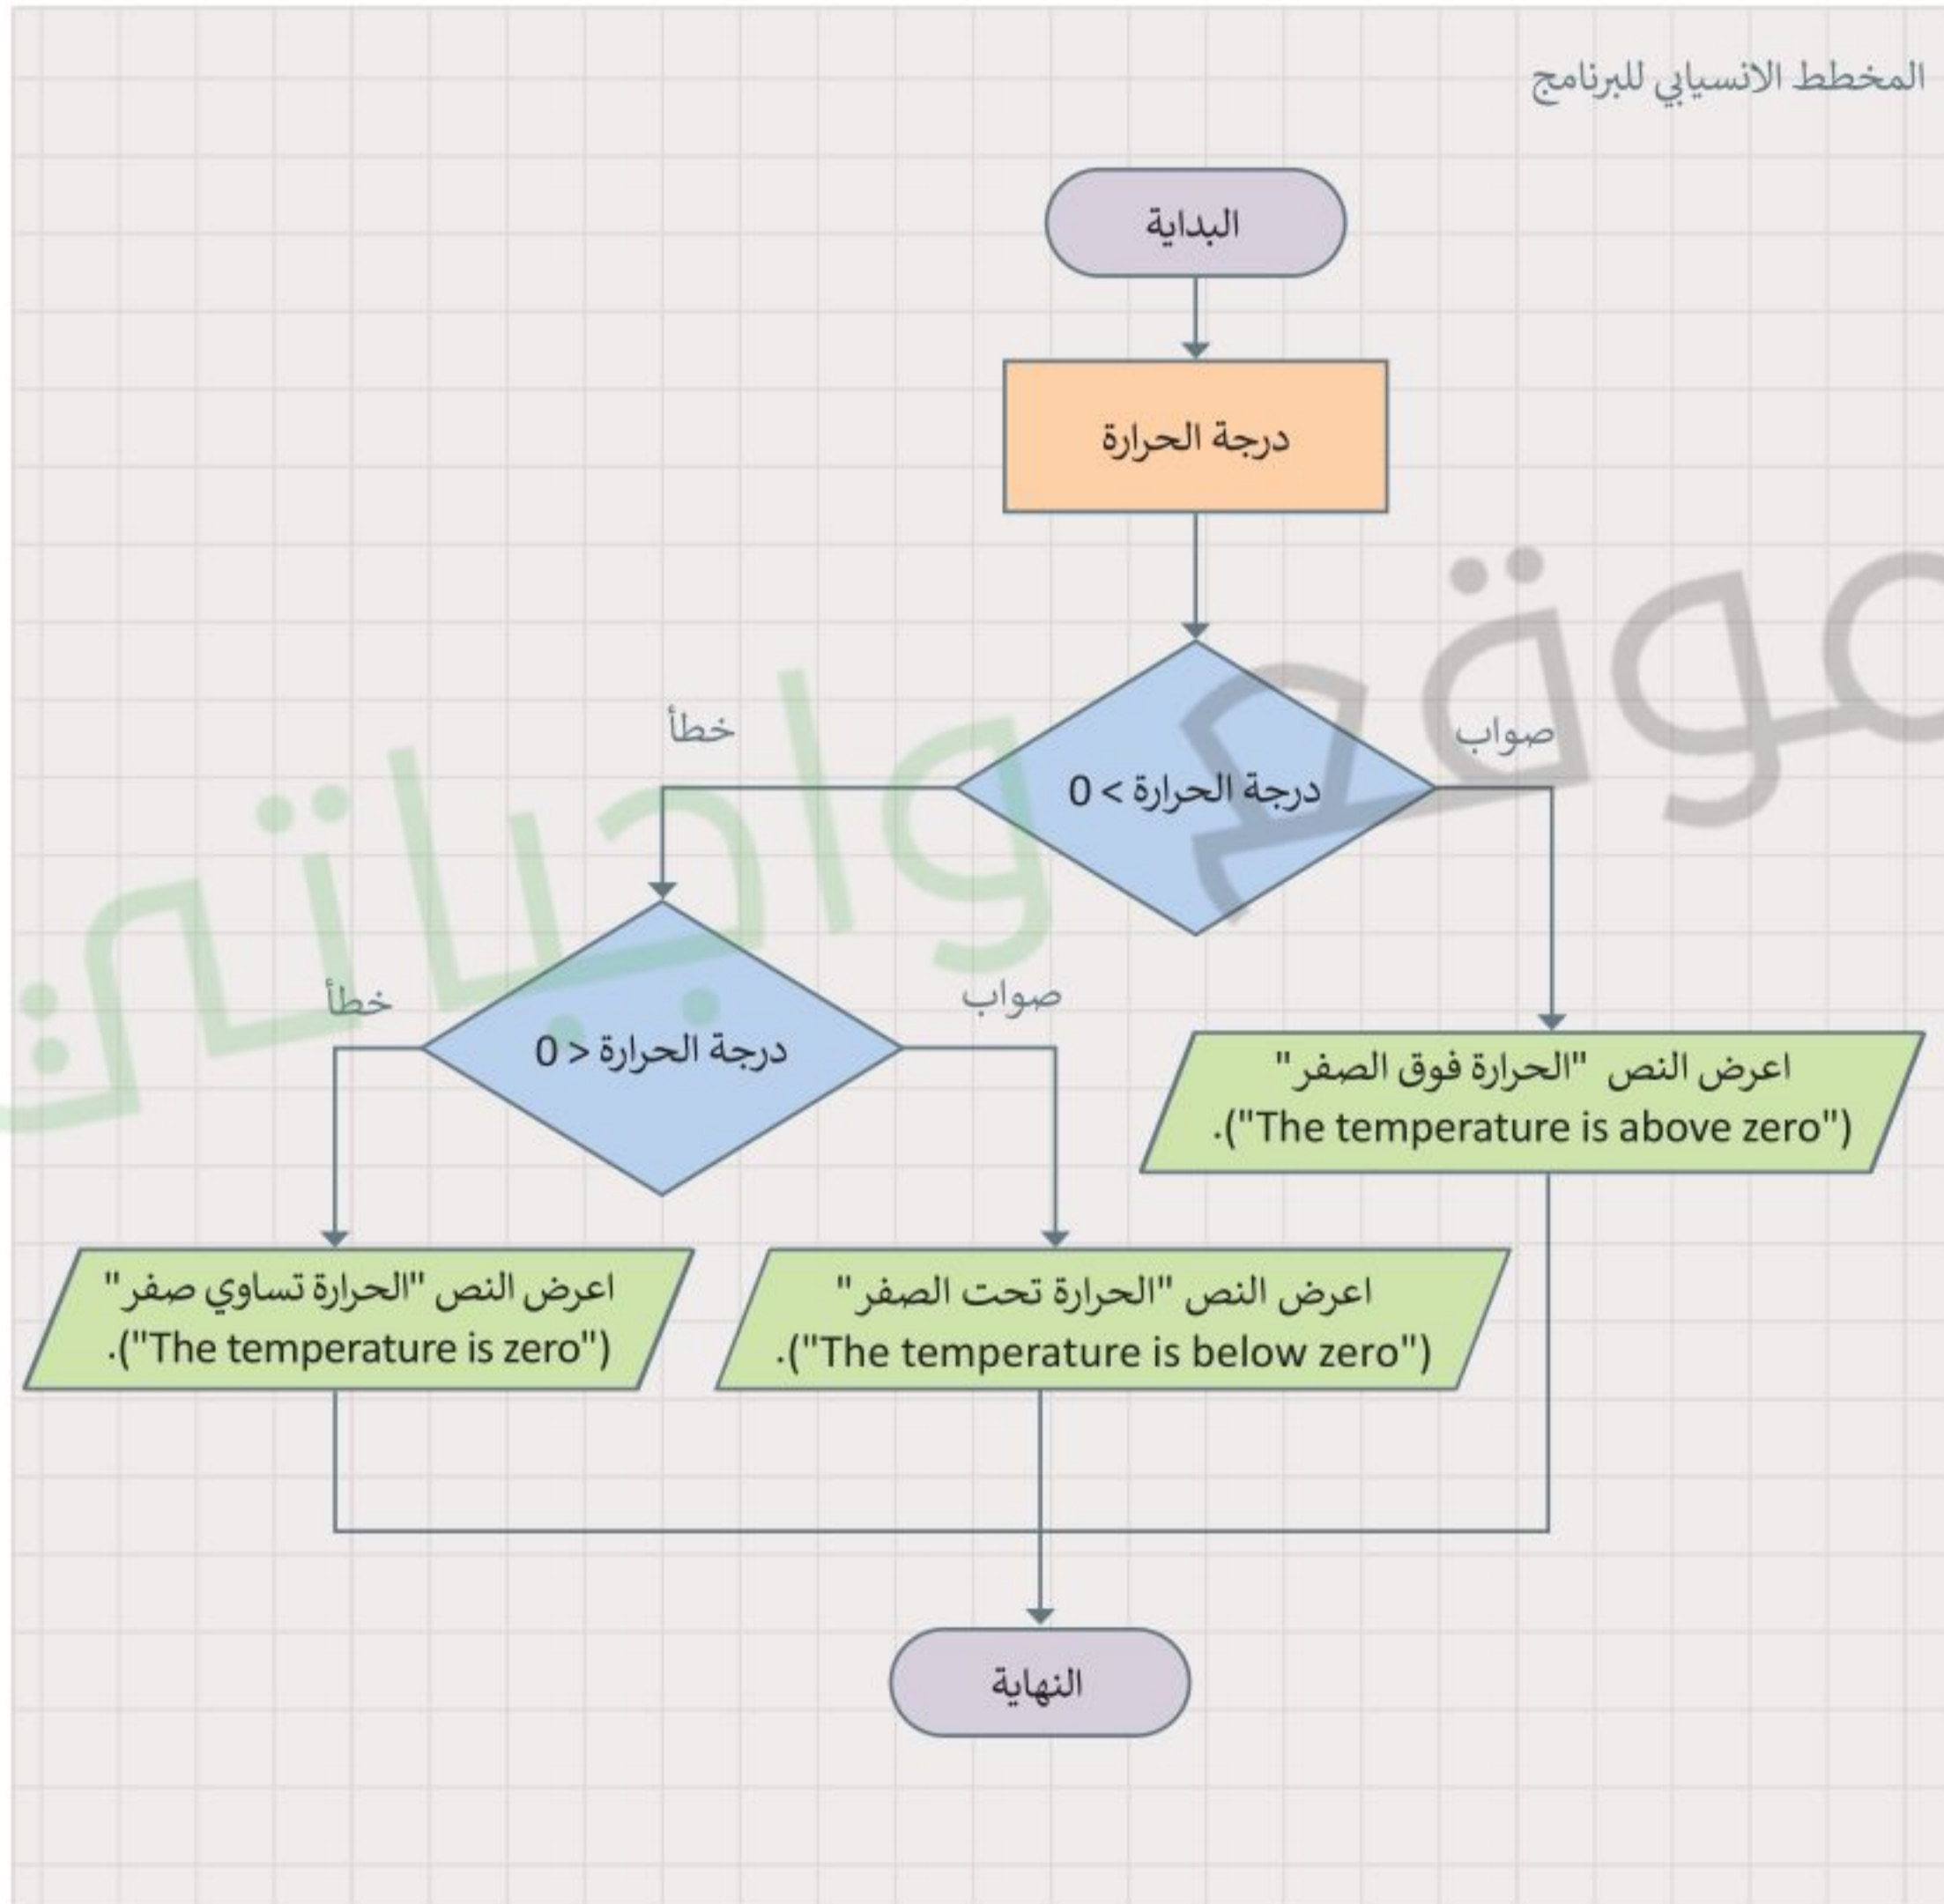 المخطط الانسيابي للبرنامج
البداية
درجة الحرارة
درجة الحرارة > 0
صواب
خطأ
درجة الحرارة < 0
صواب
خطأ
اعرض النص "الحرارة فوق الصفر"
("The temperature is above zero").
اعرض النص "الحرارة تحت الصفر"
("The temperature is below zero").
اعرض النص "الحرارة تساوي صفر"
("The temperature is zero").
النهاية
موقع واجباتي